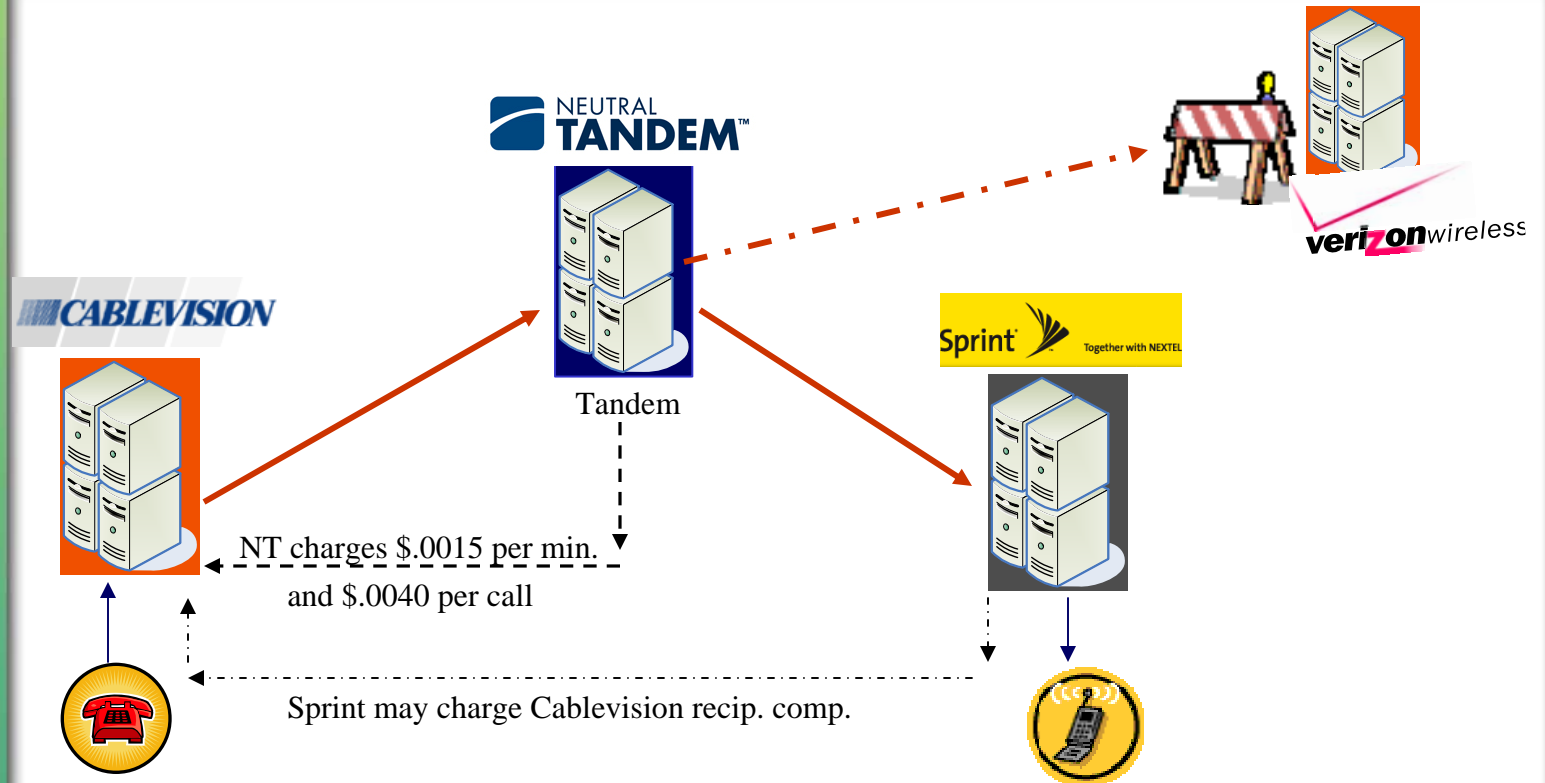 NEUTRAL
TANDEM™
verizonwireless
CABLEVISION
Sprint
Together with NEXTEL
Tandem
NT charges $.0015 per min.
and $.0040 per call
Sprint may charge Cablevision recip. comp.